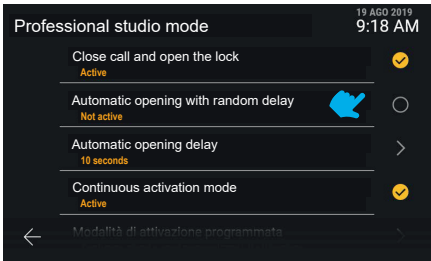 19 AGO 2019
Professional studio mode
9:18 AM
Close call and open the lock
Active
Automatic opening with random delay
Not active
Automatic opening delay
10 seconds
Continuous activation mode
Active
Modalità di attivazione programmata